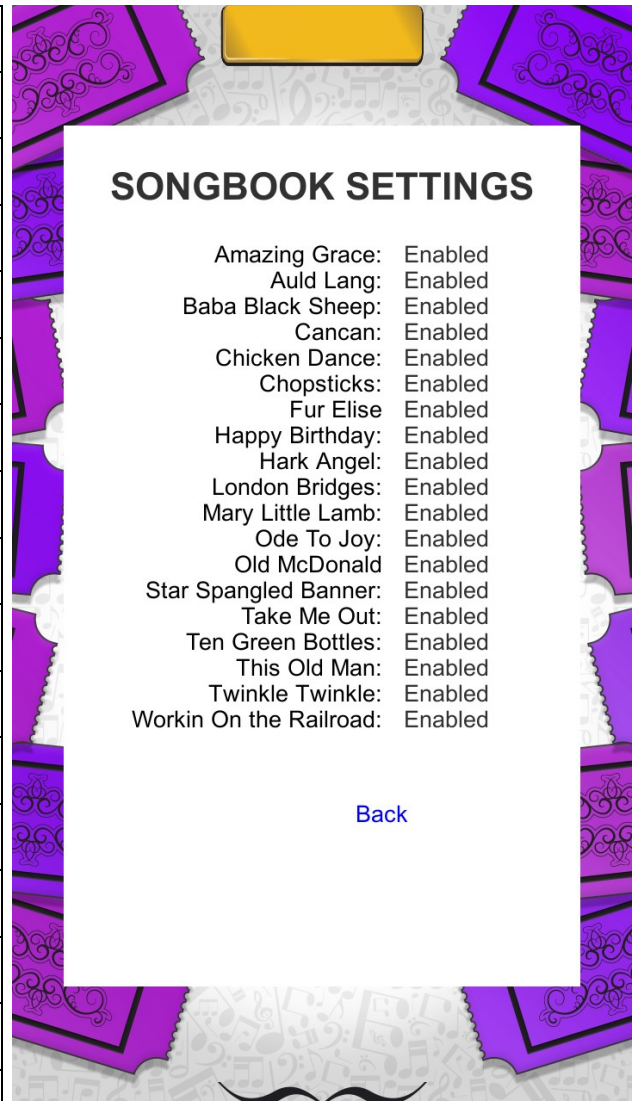 SONGBOOK SETTINGS
Amazing Grace: Enabled
Auld Lang: Enabled
Baba Black Sheep: Enabled
Cancan: Enabled
Chicken Dance: Enabled
Chopsticks: Enabled
Fur Elise Enabled
Happy Birthday: Enabled
Hark Angel: Enabled
London Bridges: Enabled
Mary Little Lamb: Enabled
Ode To Joy: Enabled
Old McDonald Enabled
Star Spangled Banner: Enabled
Take Me Out: Enabled
Ten Green Bottles: Enabled
This Old Man: Enabled
Twinkle Twinkle: Enabled
Workin On the Railroad: Enabled
Back